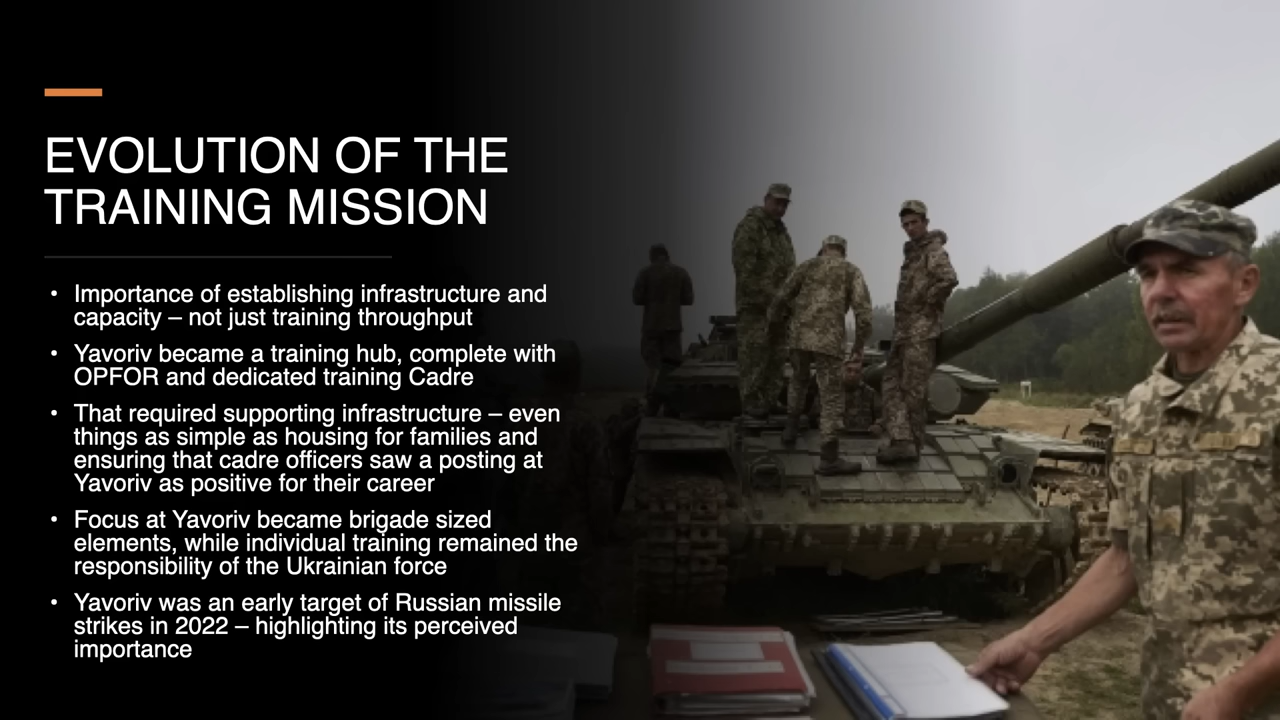 EVOLUTION OF THE
TRAINING MISSION
• Importance of establishing infrastructure and
capacity – not just training throughput
• Yavoriv became a training hub, complete with
OPFOR and dedicated training Cadre
• That required supporting infrastructure – even
things as simple as housing for families and
ensuring that cadre officers saw a posting at
Yavoriv as positive for their career
• Focus at Yavoriv became brigade sized
elements, while individual training remained the
responsibility of the Ukrainian force
• Yavoriv was an early target of Russian missile
strikes in 2022 – highlighting its perceived
importance